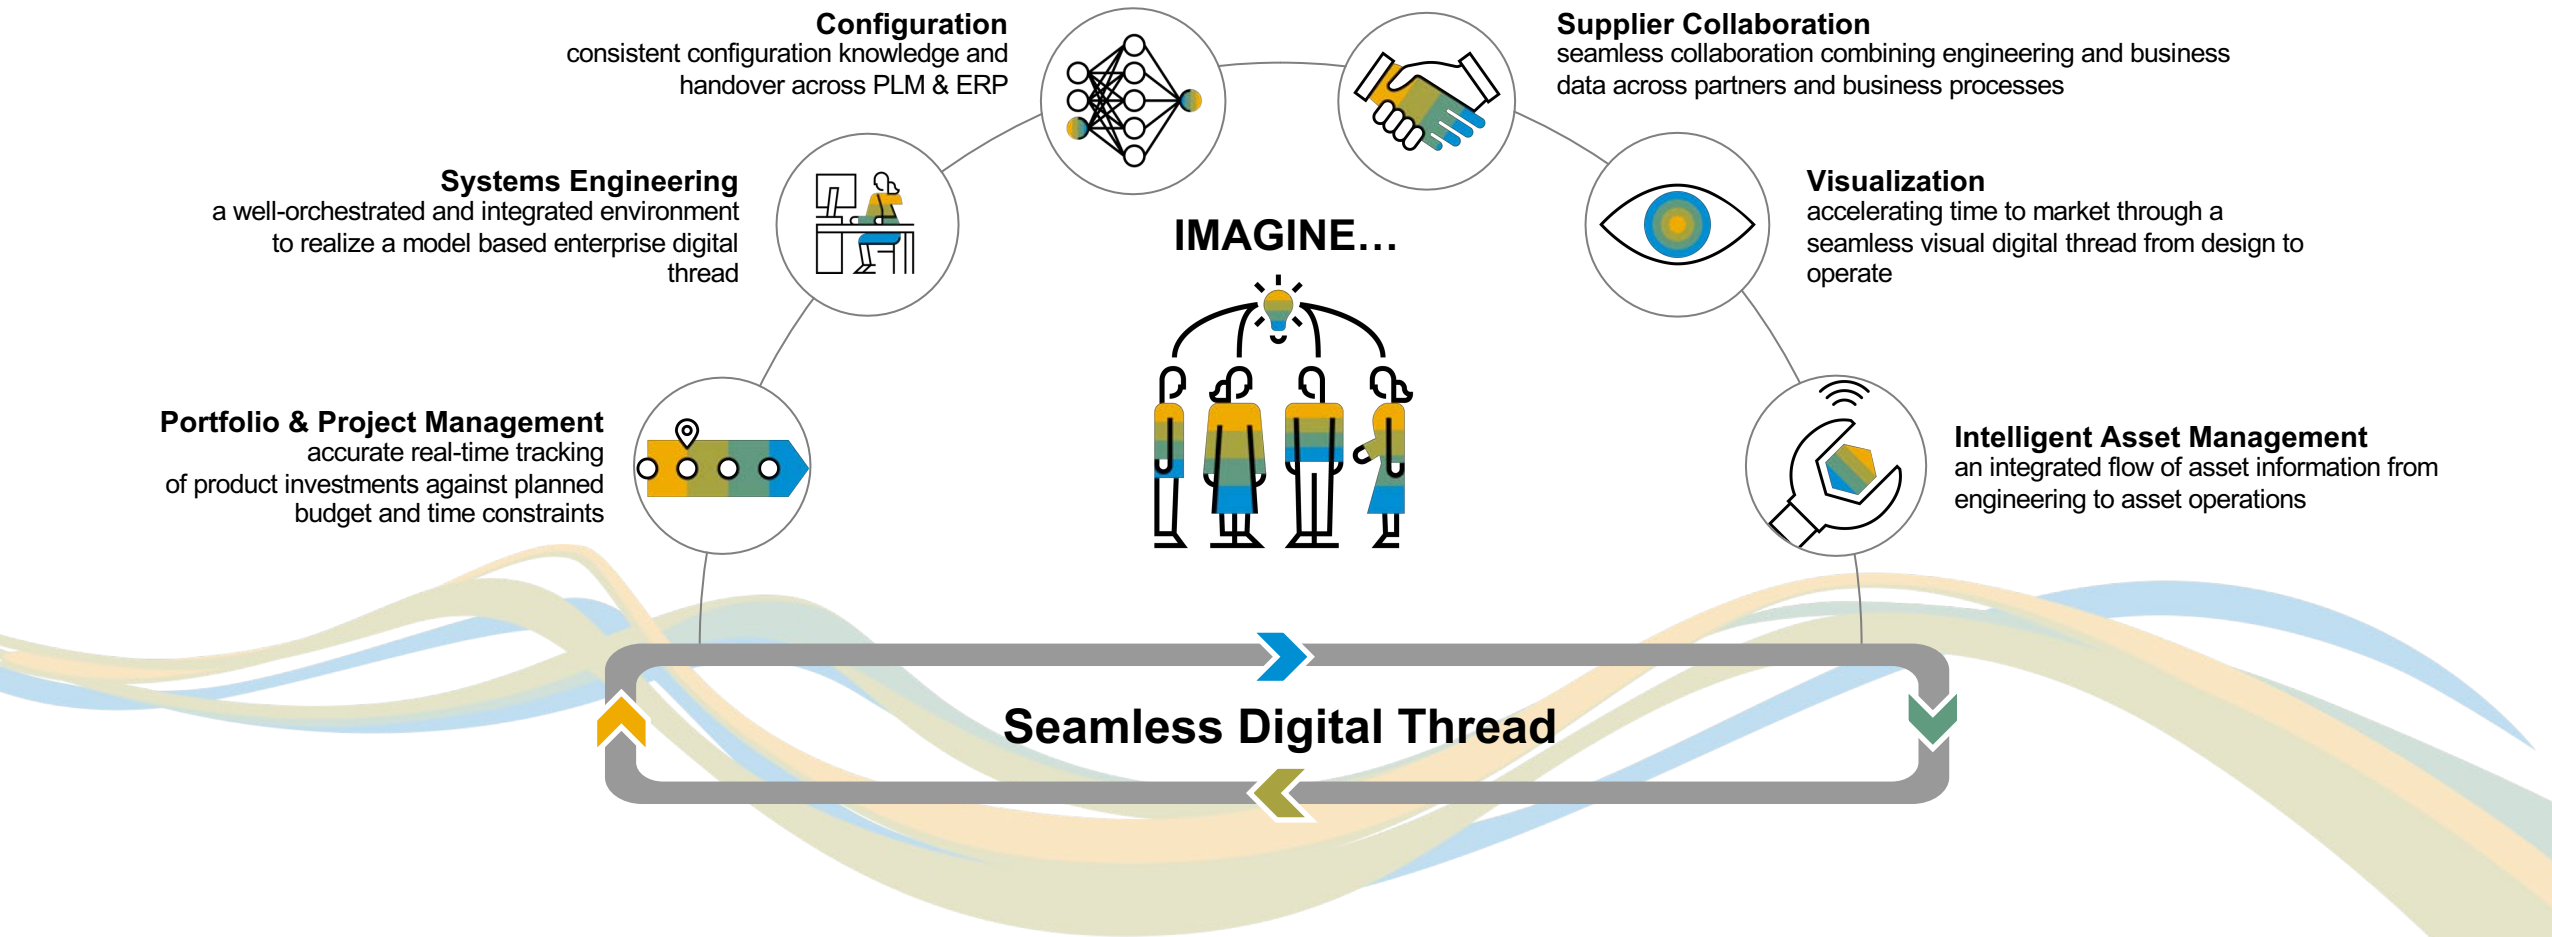 Configuration
consistent configuration knowledge and
handover across PLM & ERP
Supplier Collaboration
seamless collaboration combining engineering and business
data across partners and business processes
Systems Engineering
a well-orchestrated and integrated environment
to realize a model based enterprise digital
thread
Visualization
accelerating time to market through a
seamless visual digital thread from design to
operate
IMAGINE…
Portfolio & Project Management
accurate real-time tracking
of product investments against planned
budget and time constraints
Intelligent Asset Management
an integrated flow of asset information from
engineering to asset operations
Seamless Digital Thread